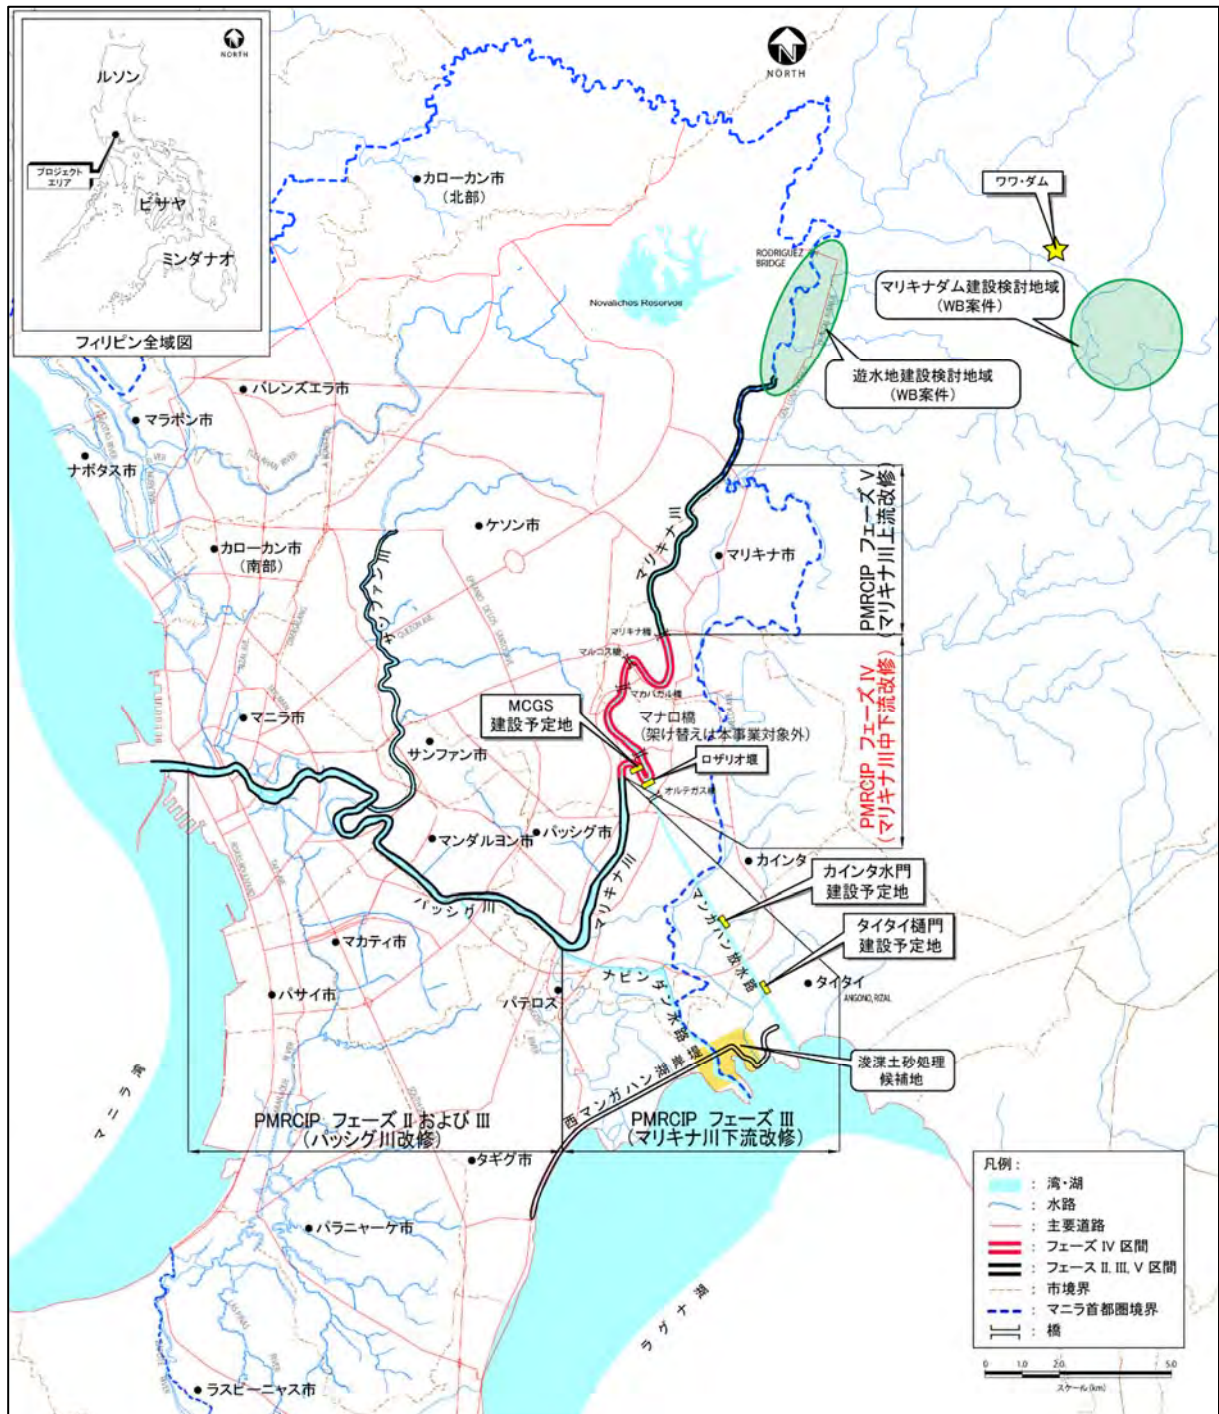 NORTH
ルソン
プロジェクト
エリア
ビサヤ
ミンダナオ
フィリピン全域図
N
NORTH
カローカン市
(北部)
ワワ・ダム
RODRIGUEZ
BRIDGE
マリキナダム建設検討地域
(WB案件)
Novaliches Reservoir
遊水地建設検討地域
(WB案件)
バレンズエラ市
マラボン市
ナボタス市
ケソン市
カローカン市
(南部)
マリキナ川
マリキナ市
PMRCIP フェーズ V
(マリキナ川上流改修)
サンファン川
QUEZON AVE.
マリキナ橋
マルコス橋
マカパガル橋
MCGS
建設予定地
マナロ橋
(架け替えは本事業対象外)
PMRCIP フェーズ IV
(マリキナ川中下流改修)
マニラ市
サンファン市
ロザリオ堰
オルテガス橋
マンダルヨン市
パッシグ市
カインタ
カインタ水門
建設予定地
パッシグ川
マリキナ川
マンガハン放水路
タイタイ樋門
建設予定地
マカティ市
パサイ市
パテロス
ナピンダン水路
タイタイ
ANGONO, RIZAL
西マンガハン湖岸堤
浚渫土砂処理
候補地
マニラ湾
PMRCIP フェーズ II および III
(パッシグ川改修)
PMRCIP フェーズ III
(マリキナ川下流改修)
タギグ市
パラニャーケ市
ラグナ湖
ラスピーニャス市
凡例 :
: 湾・湖
: 水路
: 主要道路
: フェーズ IV 区間
: フェース II, III, V 区間
: 市境界
: マニラ首都圏境界
: 橋
0 1.0 2.0 5.0
スケール (km)